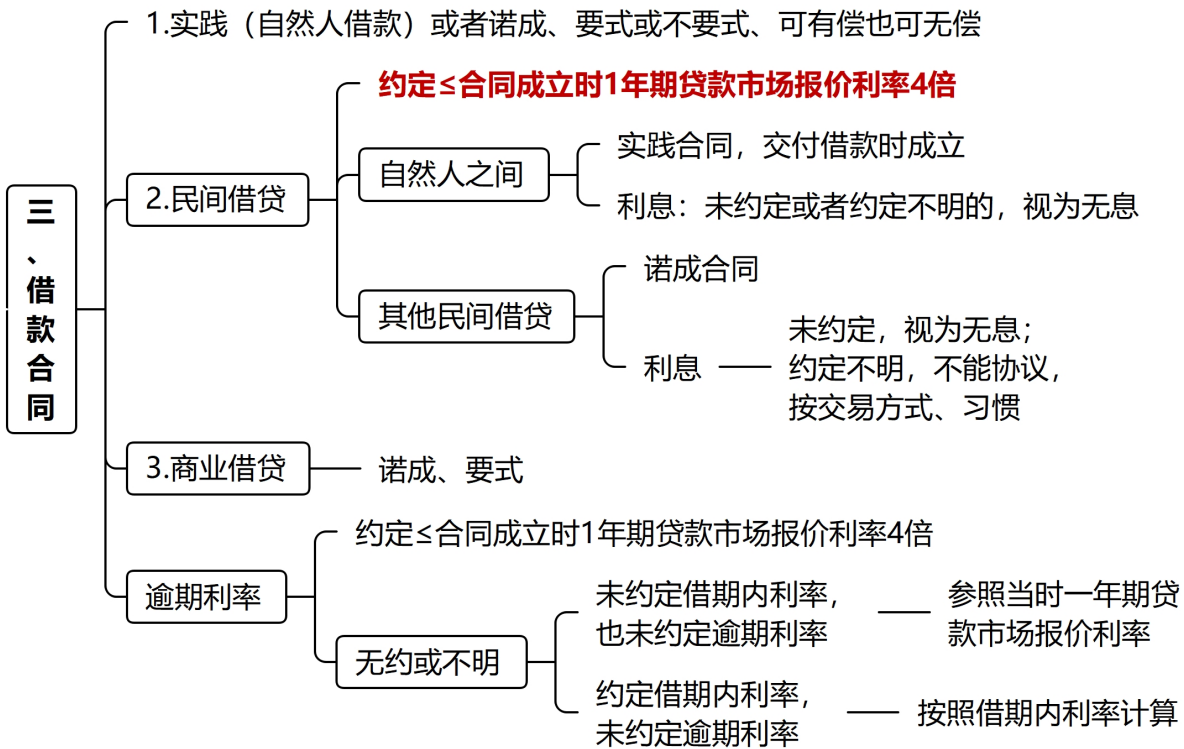 三、借款合同
1.实践（自然人借款）或者诺成、要式或不要式、可有偿也可无偿
2.民间借贷
约定≤合同成立时1年期贷款市场报价利率4倍
自然人之间
实践合同，交付借款时成立
利息：未约定或者约定不明的，视为无息
其他民间借贷
诺成合同
利息
未约定，视为无息；
约定不明，不能协议，
按交易方式、习惯
3.商业借贷
诺成、要式
逾期利率
约定≤合同成立时1年期贷款市场报价利率4倍
无约或不明
未约定借期内利率，
也未约定逾期利率
参照当时一年期贷
款市场报价利率
约定借期内利率，
未约定逾期利率
按照借期内利率计算